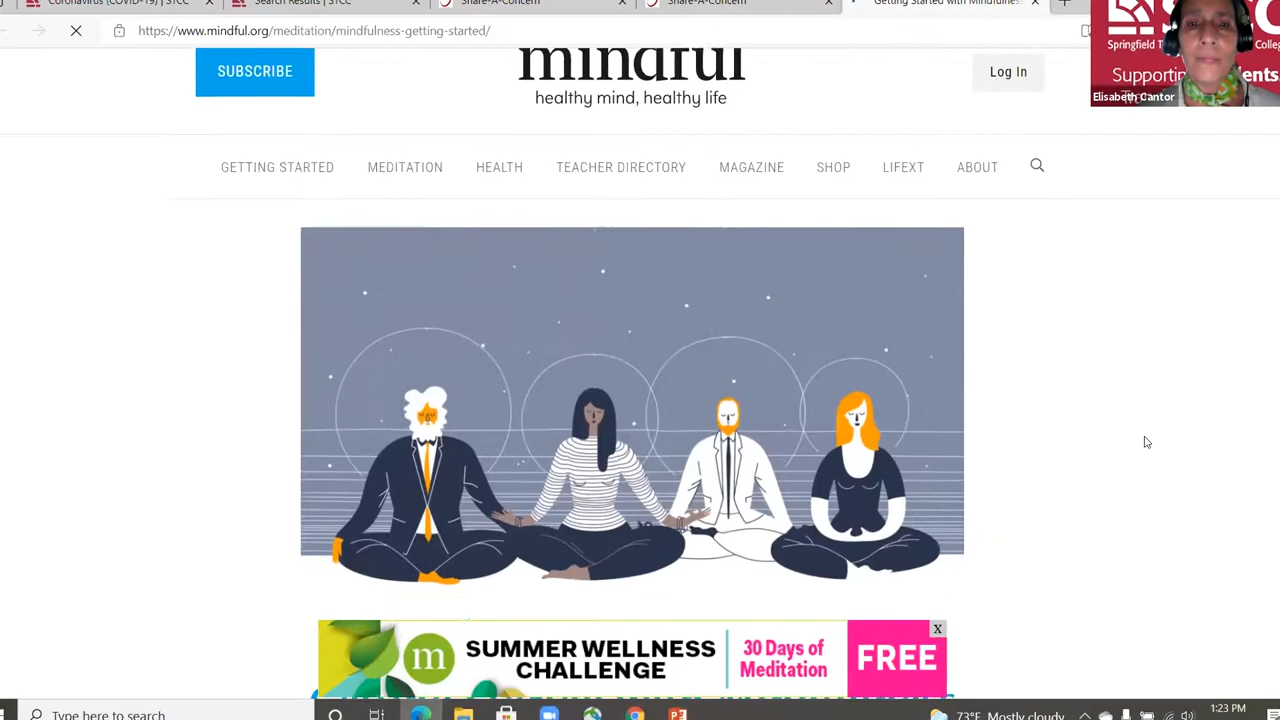 Coronavirus (COVID-19) | STCC
Search Results | STCC
Share-A-Concern
Share-A-Concern
Getting Started with Mindfulness
https://www.mindful.org/meditation/mindfulness-getting-started/
SUBSCRIBE
mindful
healthy mind, healthy life
Log In
Springfield
Supporting
Elisabeth Cantor
GETTING STARTED
MEDITATION
HEALTH
TEACHER DIRECTORY
MAGAZINE
SHOP
LIFEXT
ABOUT
m
SUMMER WELLNESS
CHALLENGE
30 Days of
Meditation
FREE
X
Type here to search
73°F Mostly cloudy
1:23 PM